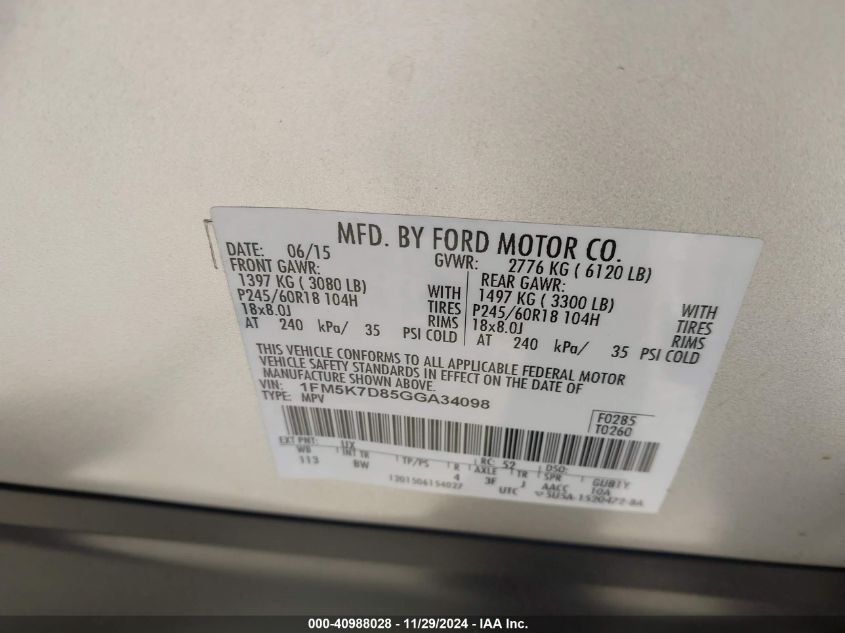 MFD. BY FORD MOTOR CO.
DATE: 06/15 GVWR: 2776 KG ( 6120 LB)
FRONT GAWR: REAR GAWR:
1397 KG ( 3080 LB) WITH 1497 KG ( 3300 LB) WITH
P245/60R18 104H TIRES P245/60R18 104H TIRES
18x8.0J RIMS 18x8.0J RIMS
AT 240 kPa/ 35 PSI COLD AT 240 kPa/ 35 PSI COLD
THIS VEHICLE CONFORMS TO ALL APPLICABLE FEDERAL MOTOR
VEHICLE SAFETY STANDARDS IN EFFECT ON THE DATE OF
MANUFACTURE SHOWN ABOVE.
VIN: 1FM5K7D85GGA34098
TYPE: MPV
F0285
T0260
EXT PNT: UX RC: 52 DSO:
WB INT TR TP/PS R AXLE TR SPR
113 BW 4 3F J AACC 10A
1201506154027 UTC
000-40988028 - 11/29/2024 - IAA Inc.